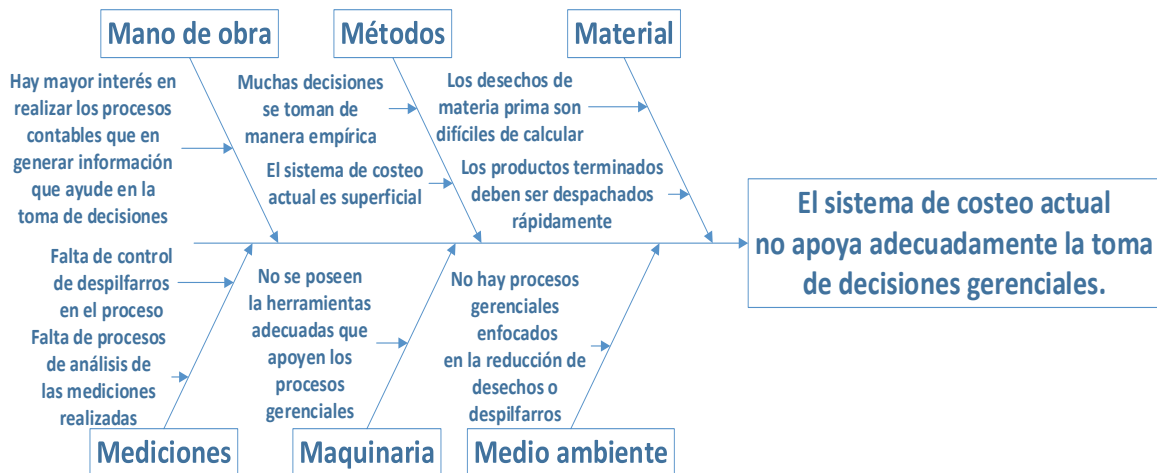 Mano de obra
Métodos
Material
Hay mayor interés en
realizar los procesos
contables que en
generar información
que ayude en la
toma de decisiones
Muchas decisiones
se toman de
manera empírica
El sistema de costeo
actual es superficial
Los desechos de
materia prima son
difíciles de calcular
Los productos terminados
deben ser despachados
rápidamente
El sistema de costeo actual
no apoya adecuadamente la toma
de decisiones gerenciales.
Falta de control
de despilfarros
en el proceso
Falta de procesos
de análisis de
las mediciones
realizadas
No se poseen
la herramientas
adecuadas que
apoyen los
procesos
gerenciales
No hay procesos
gerenciales
enfocados
en la reducción de
desechos o
despilfarros
Mediciones
Maquinaria
Medio ambiente